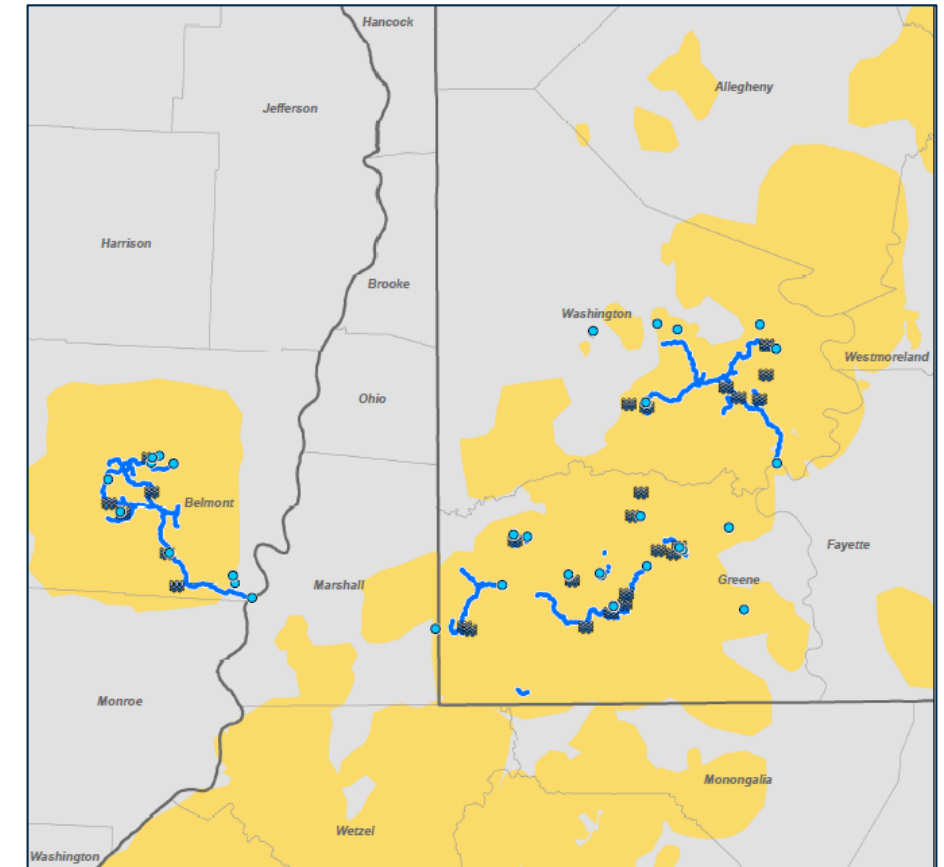 Hancock
Allegheny
Jefferson
Harrison
Brooke
Washington
Westmoreland
Ohio
Belmont
Fayette
Marshall
Greene
Monroe
Monongalia
Wetzel
Washington